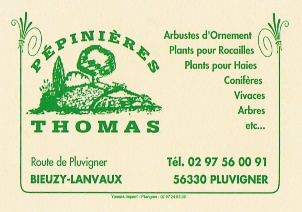 PÉPINIÈRES
THOMAS
Arbustes d'Ornement
Plants pour Rocailles
Plants pour Haies
Conifères
Vivaces
Arbres
etc...
Route de Pluvigner
BIEUZY-LANVAUX
Tél. 02 97 56 00 91
56330 PLUVIGNER